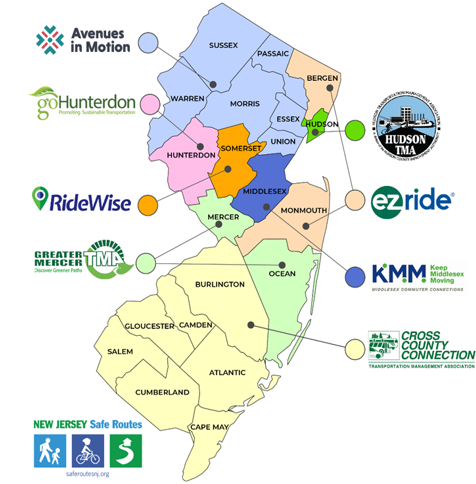 Avenues
in Motion
goHunterdon
Promoting Sustainable Transportation
RideWise
GREATER
MERCER TMA
Discover Greener Paths
SUSSEX
PASSAIC
BERGEN
WARREN
MORRIS
ESSEX
HUDSON
UNION
HUNTERDON
SOMERSET
MIDDLESEX
MERCER
MONMOUTH
OCEAN
BURLINGTON
GLOUCESTER
CAMDEN
SALEM
ATLANTIC
CUMBERLAND
CAPE MAY
HUDSON
TMA
ezride®
KMM Keep
Middlesex
Moving
MIDDLESEX COMMUTER CONNECTIONS
CROSS
COUNTY
CONNECTION
TRANSPORTATION MANAGEMENT ASSOCIATION
NEW JERSEY Safe Routes
saferoutesnj.org